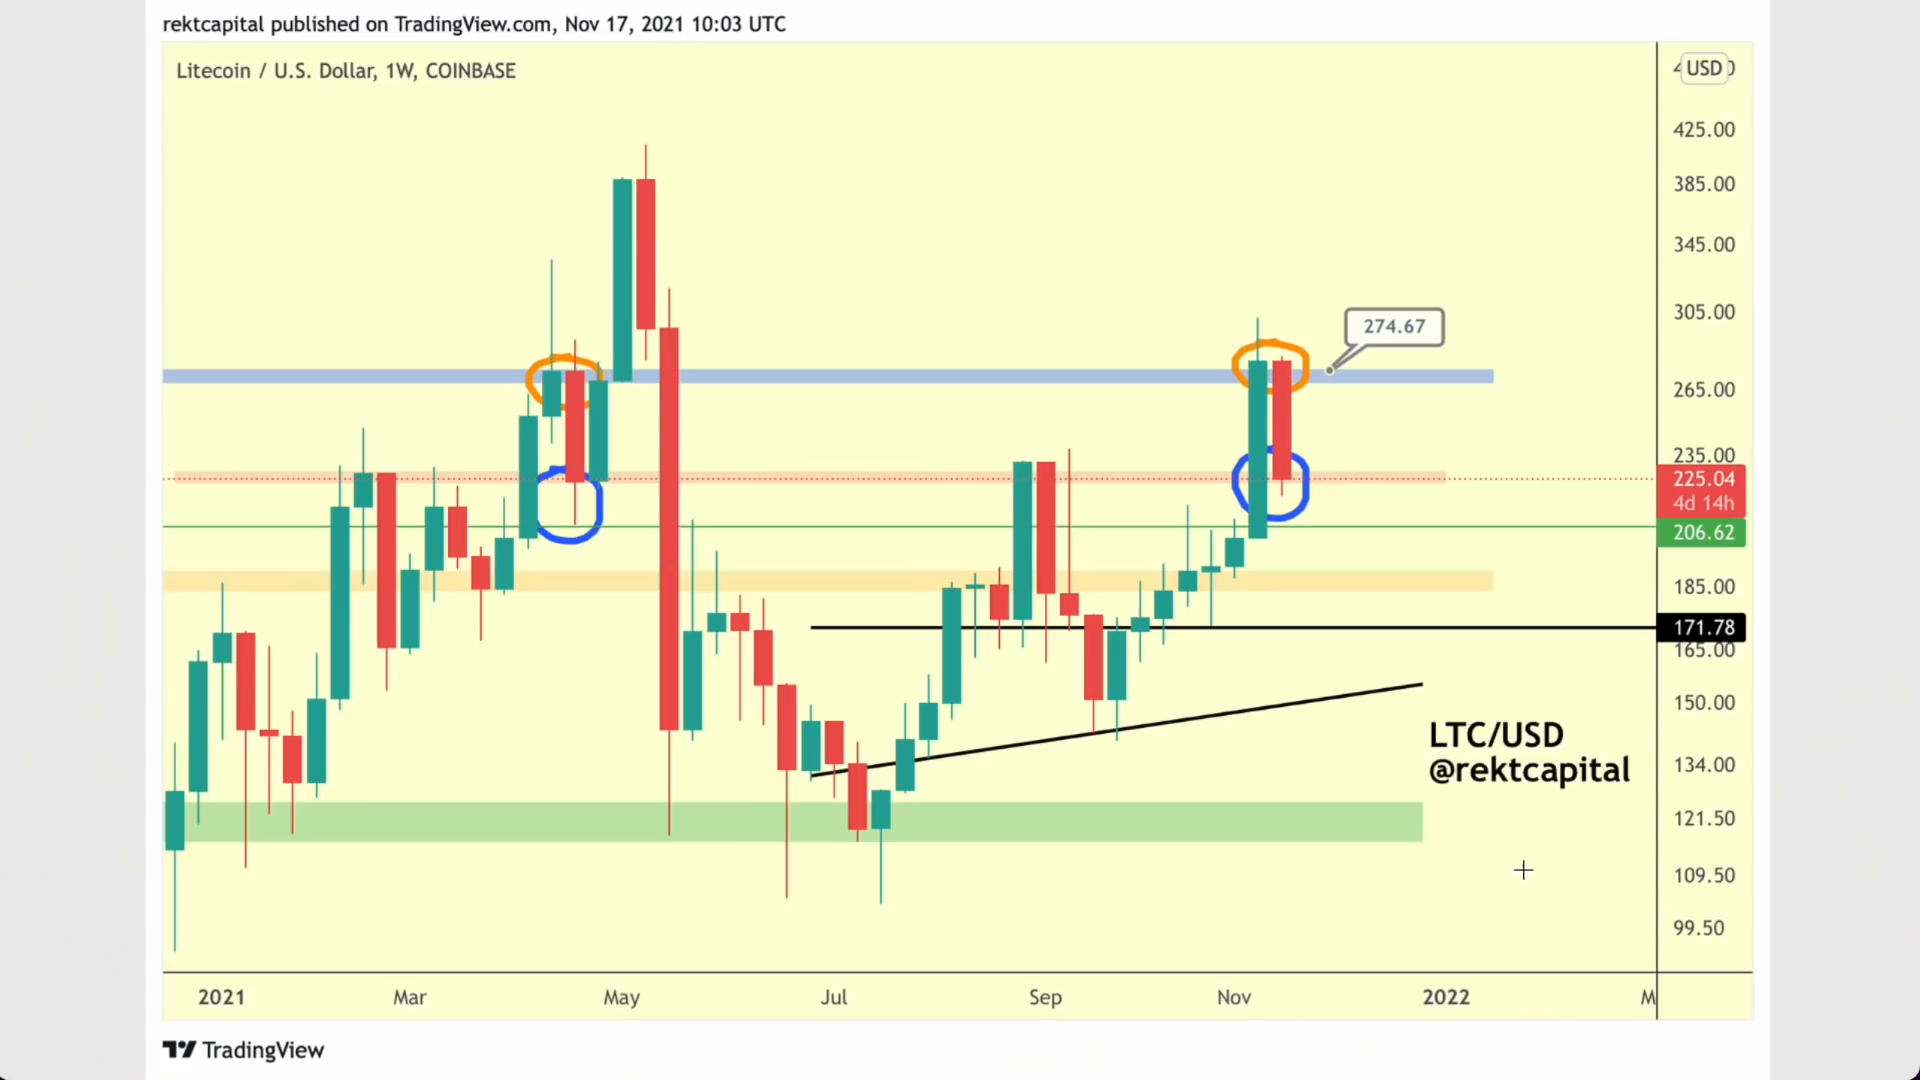 rektcapital published on TradingView.com, Nov 17, 2021 10:03 UTC
Litecoin / U.S. Dollar, 1W, COINBASE
USD
425.00
385.00
345.00
305.00
274.67
265.00
235.00
225.04
4d 14h
206.62
185.00
171.78
165.00
150.00
LTC/USD
@rektcapital
134.00
121.50
109.50
99.50
2021 Mar May Jul Sep Nov 2022 M
TradingView